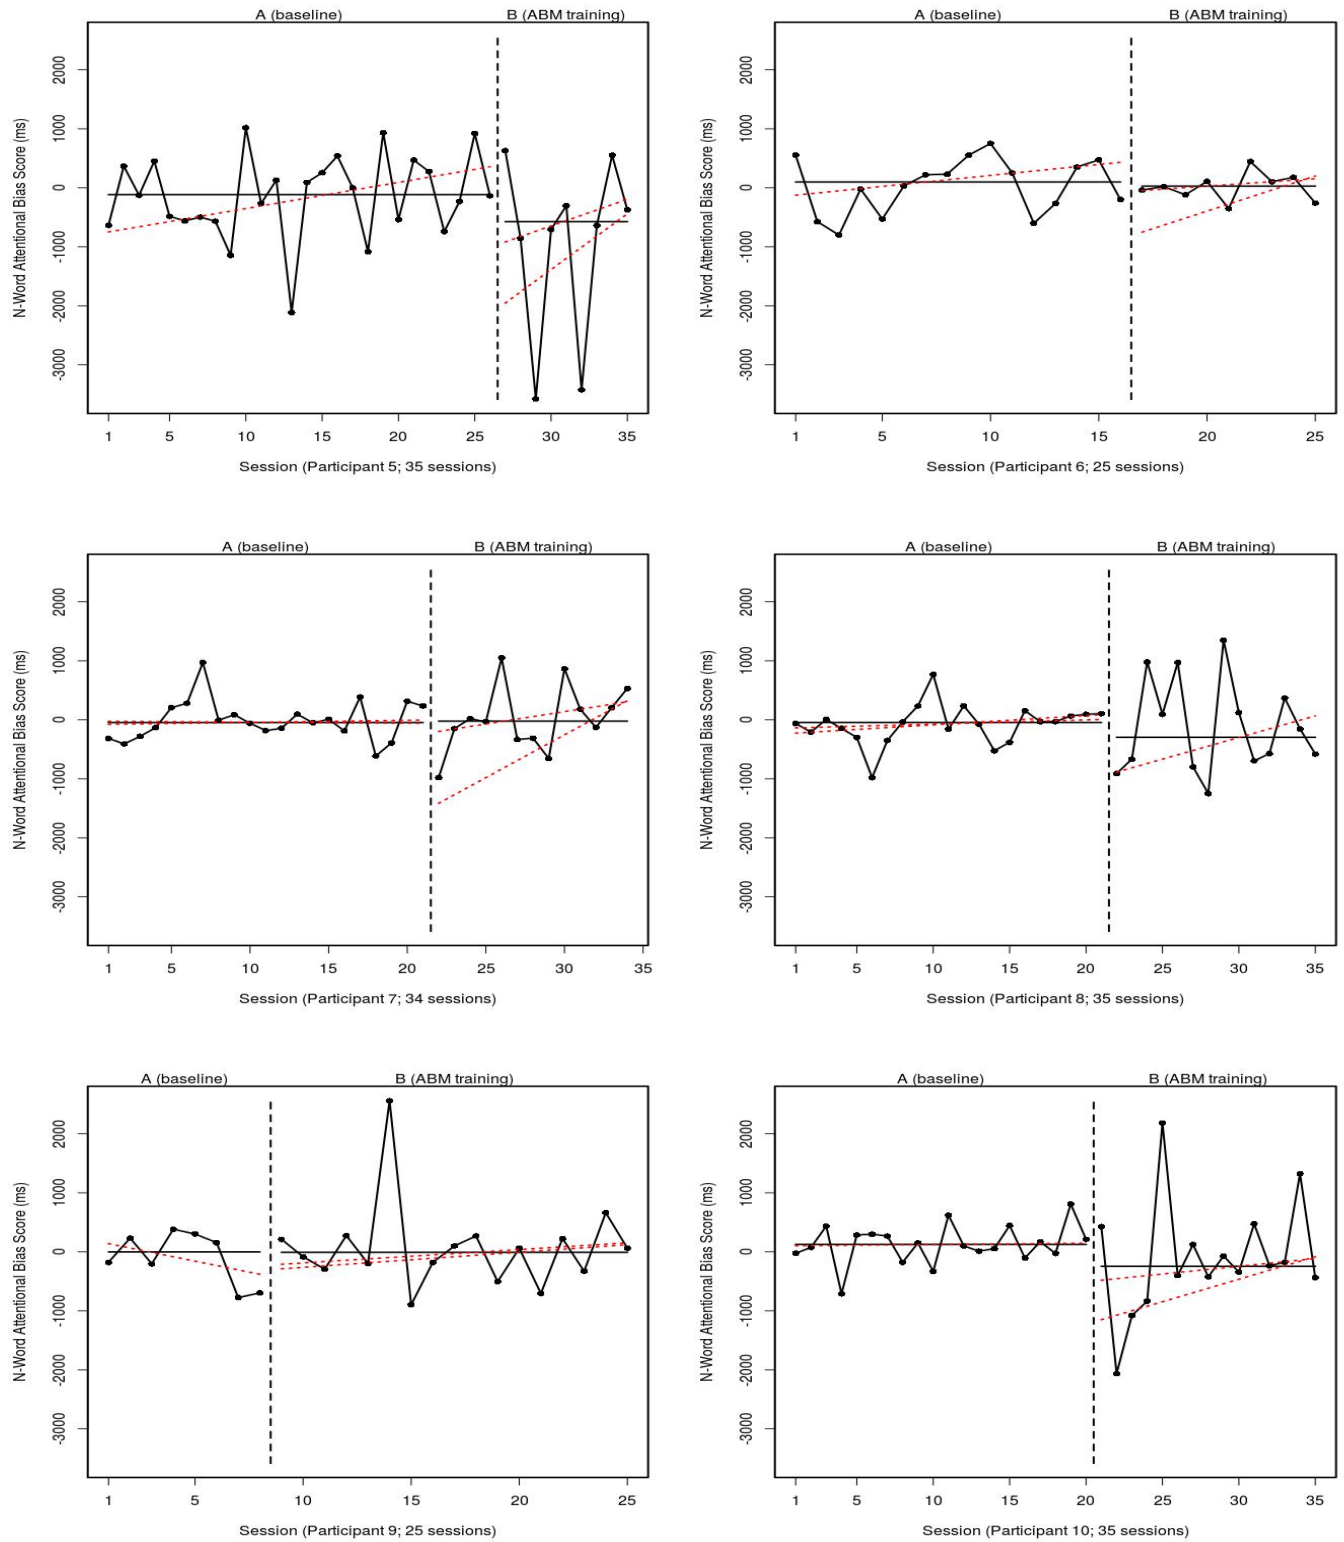 A (baseline) B (ABM training)
N-Word Attentional Bias Score (ms)
2000
1000
0
-1000
-2000
-3000
1 5 10 15 20 25 30 35
Session (Participant 5; 35 sessions)
A (baseline) B (ABM training)
N-Word Attentional Bias Score (ms)
2000
1000
0
-1000
-2000
-3000
1 5 10 15 20 25
Session (Participant 6; 25 sessions)
A (baseline) B (ABM training)
N-Word Attentional Bias Score (ms)
2000
1000
0
-1000
-2000
-3000
1 5 10 15 20 25 30 35
Session (Participant 7; 34 sessions)
A (baseline) B (ABM training)
N-Word Attentional Bias Score (ms)
2000
1000
0
-1000
-2000
-3000
1 5 10 15 20 25 30 35
Session (Participant 8; 35 sessions)
A (baseline) B (ABM training)
N-Word Attentional Bias Score (ms)
2000
1000
0
-1000
-2000
-3000
1 5 10 15 20 25
Session (Participant 9; 25 sessions)
A (baseline) B (ABM training)
N-Word Attentional Bias Score (ms)
2000
1000
0
-1000
-2000
-3000
1 5 10 15 20 25 30 35
Session (Participant 10; 35 sessions)